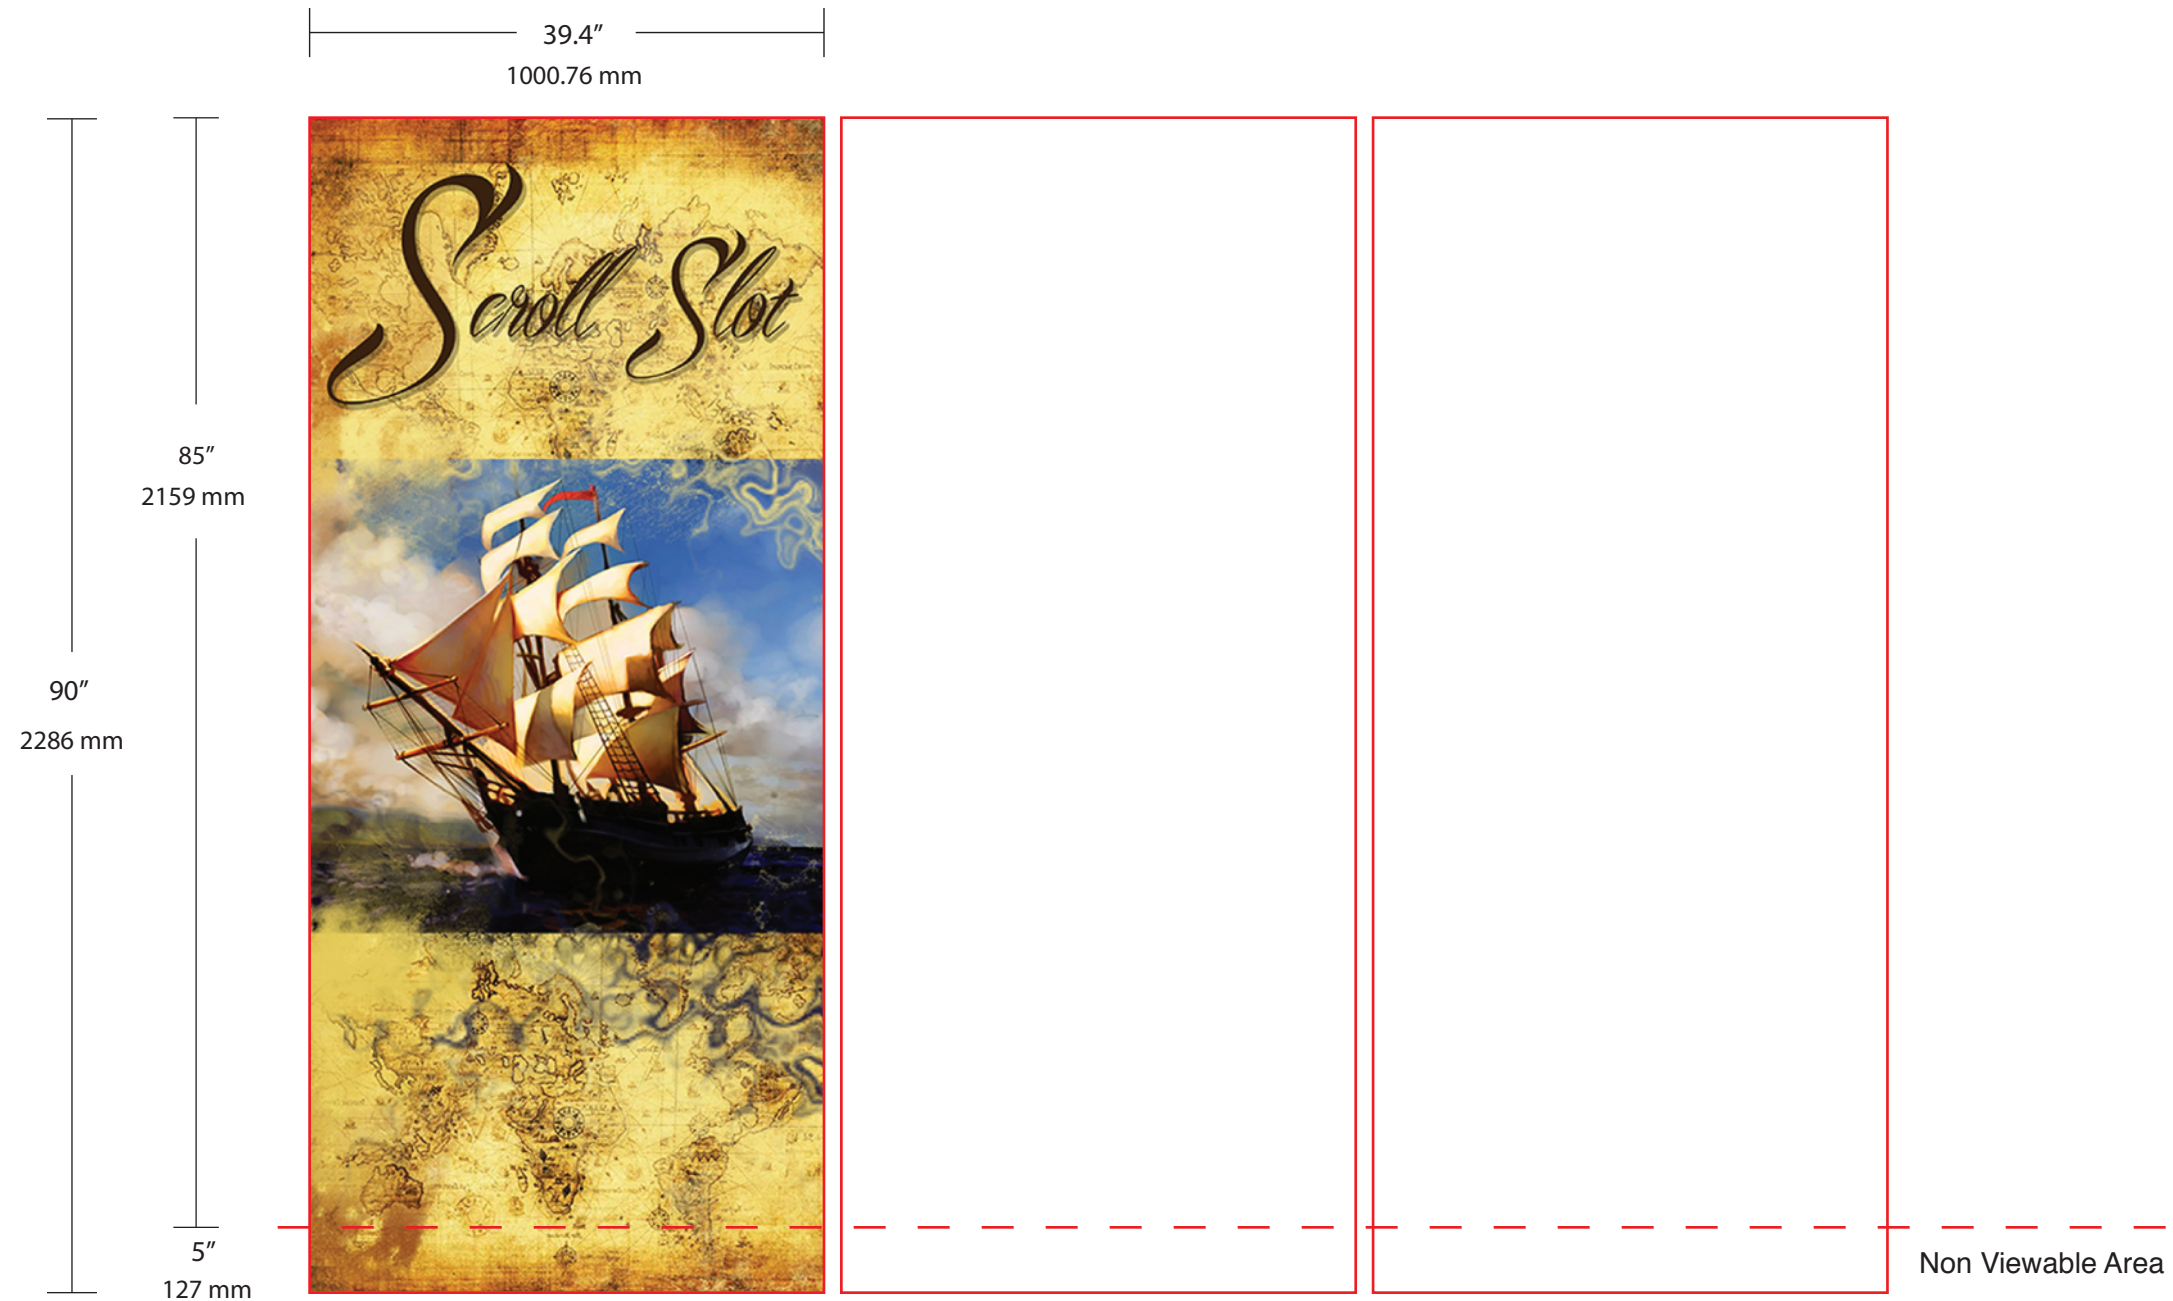 39.4″
1000.76 mm
Scroll Slot
85″
2159 mm
90″
2286 mm
5″
127 mm
Non Viewable Area